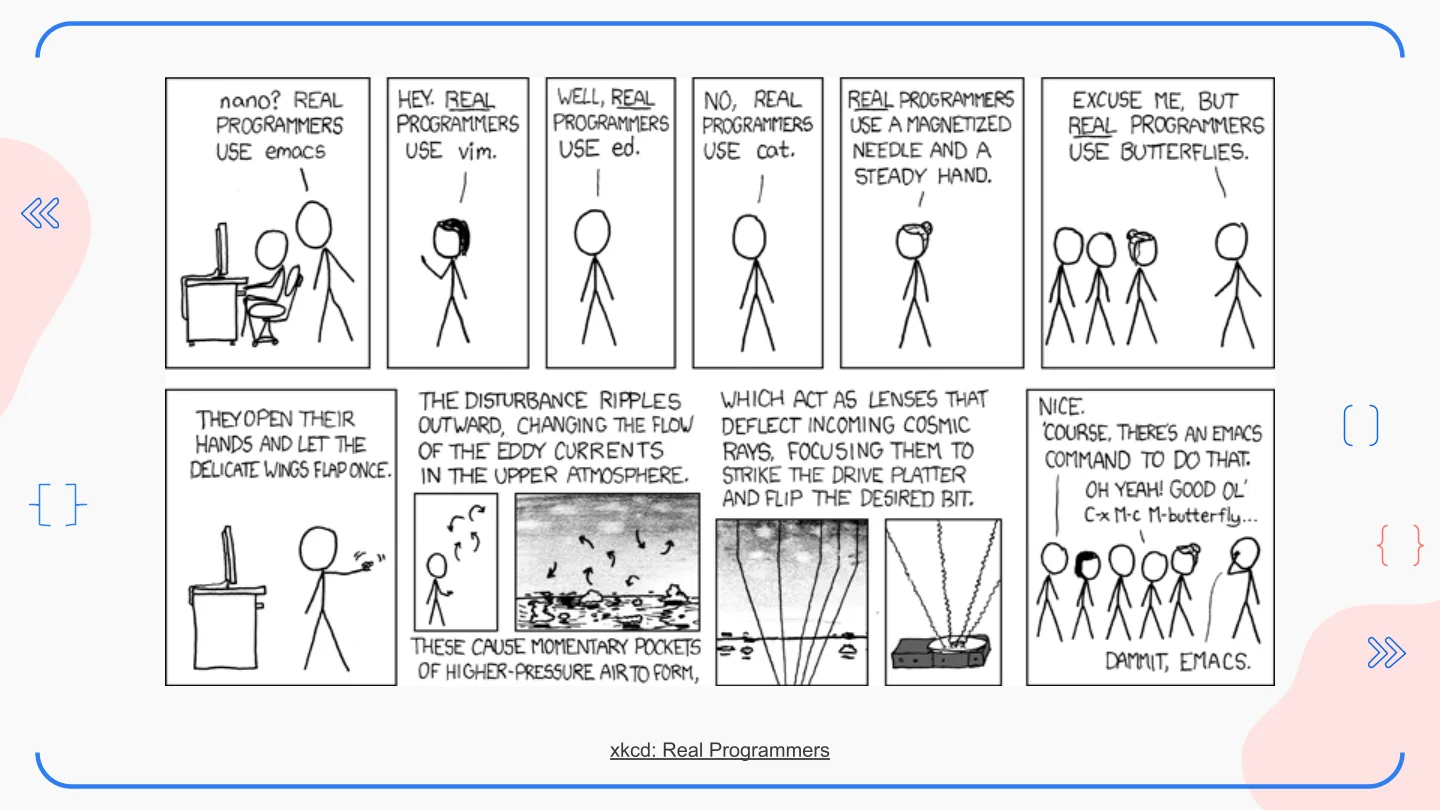 nano? REAL
PROGRAMMERS
USE emacs
HEY. REAL
PROGRAMMERS
USE vim.
WELL, REAL
PROGRAMMERS
USE ed.
NO, REAL
PROGRAMMERS
USE cat.
REAL PROGRAMMERS
USE A MAGNETIZED
NEEDLE AND A
STEADY HAND.
EXCUSE ME, BUT
REAL PROGRAMMERS
USE BUTTERFLIES.
THEY OPEN THEIR
HANDS AND LET THE
DELICATE WINGS FLAP ONCE.
THE DISTURBANCE RIPPLES
OUTWARD, CHANGING THE FLOW
OF THE EDDY CURRENTS
IN THE UPPER ATMOSPHERE.
THESE CAUSE MOMENTARY POCKETS
OF HIGHER-PRESSURE AIR TO FORM,
WHICH ACT AS LENSES THAT
DEFLECT INCOMING COSMIC
RAYS, FOCUSING THEM TO
STRIKE THE DRIVE PLATTER
AND FLIP THE DESIRED BIT.
NICE.
'COURSE, THERE'S AN EMACS
COMMAND TO DO THAT.
OH YEAH! GOOD OL'
C-x M-c M-butterfly...
DAMMIT, EMACS.
xkcd: Real Programmers